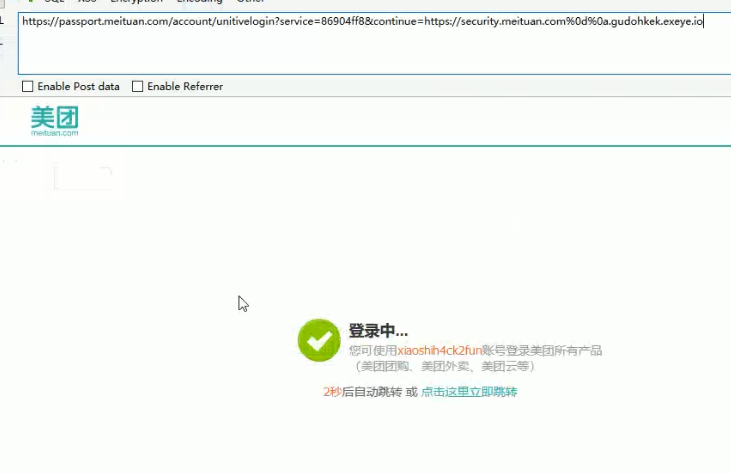 SQL XSS Encryption Encoding Other
https://passport.meituan.com/account/unitivelogin?service=86904ff8&continue=https://security.meituan.com%0d%0a.gudohkek.exeye.io
Enable Post data Enable Referrer
美团
meituan.com
登录中...
您可使用xiaoshih4ck2fun账号登录美团所有产品
（美团团购、美团外卖、美团云等）
2秒后自动跳转 或 点击这里立即跳转